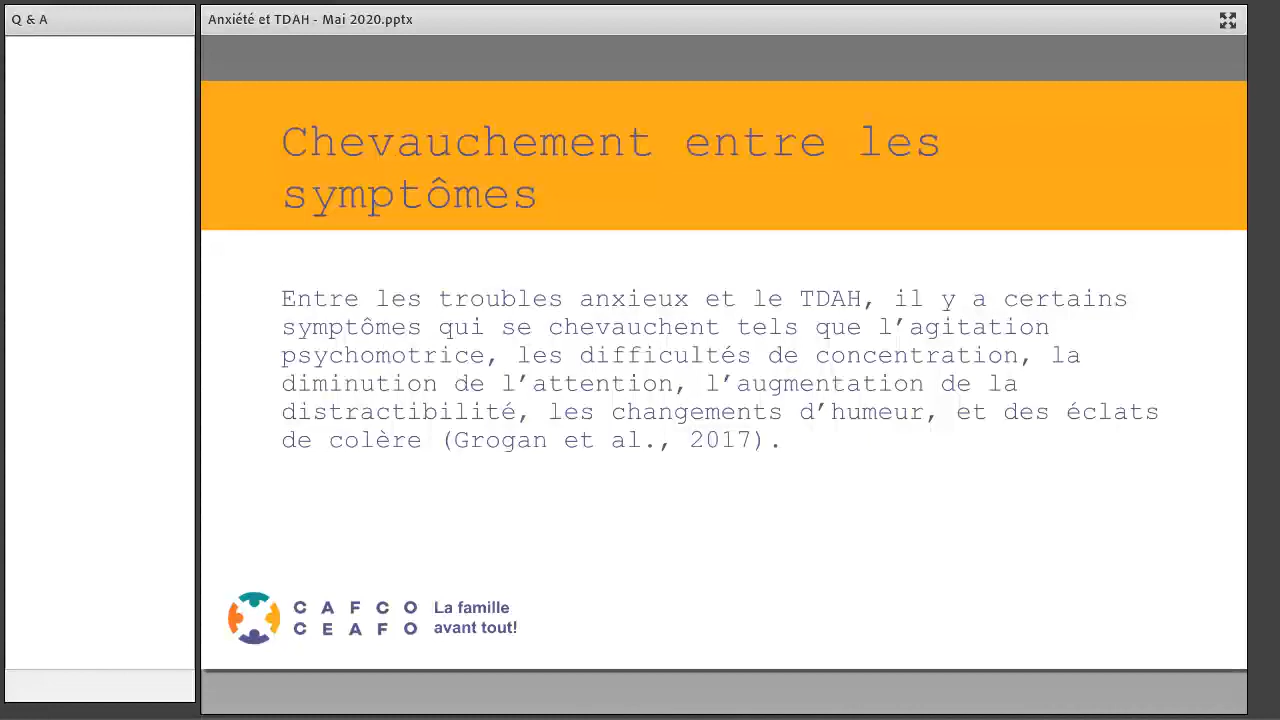 Q & A
Anxiété et TDAH - Mai 2020.pptx
Chevauchement entre les
symptômes
Entre les troubles anxieux et le TDAH, il y a certains
symptômes qui se chevauchent tels que l’agitation
psychomotrice, les difficultés de concentration, la
diminution de l’attention, l’augmentation de la
distractibilité, les changements d’humeur, et des éclats
de colère (Grogan et al., 2017).
CAFCO La famille
CEAFO avant tout!